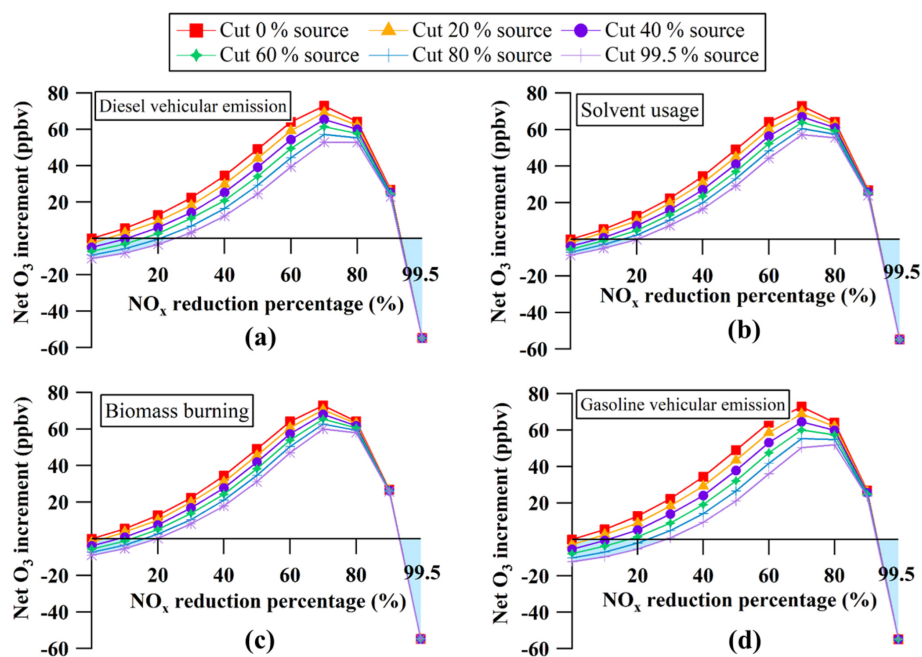 Cut 0 % source Cut 20 % source Cut 40 % source
Cut 60 % source Cut 80 % source Cut 99.5 % source
Diesel vehicular emission
Net O3 increment (ppbv)
80
60
40
20
-20
-40
-60
20 40 60 80 99.5
NOx reduction percentage (%)
(a)
Solvent usage
Net O3 increment (ppbv)
80
60
40
20
-20
-40
-60
20 40 60 80 99.5
NOx reduction percentage (%)
(b)
Biomass burning
Net O3 increment (ppbv)
80
60
40
20
-20
-40
-60
20 40 60 80 99.5
NOx reduction percentage (%)
(c)
Gasoline vehicular emission
Net O3 increment (ppbv)
80
60
40
20
-20
-40
-60
20 40 60 80 99.5
NOx reduction percentage (%)
(d)